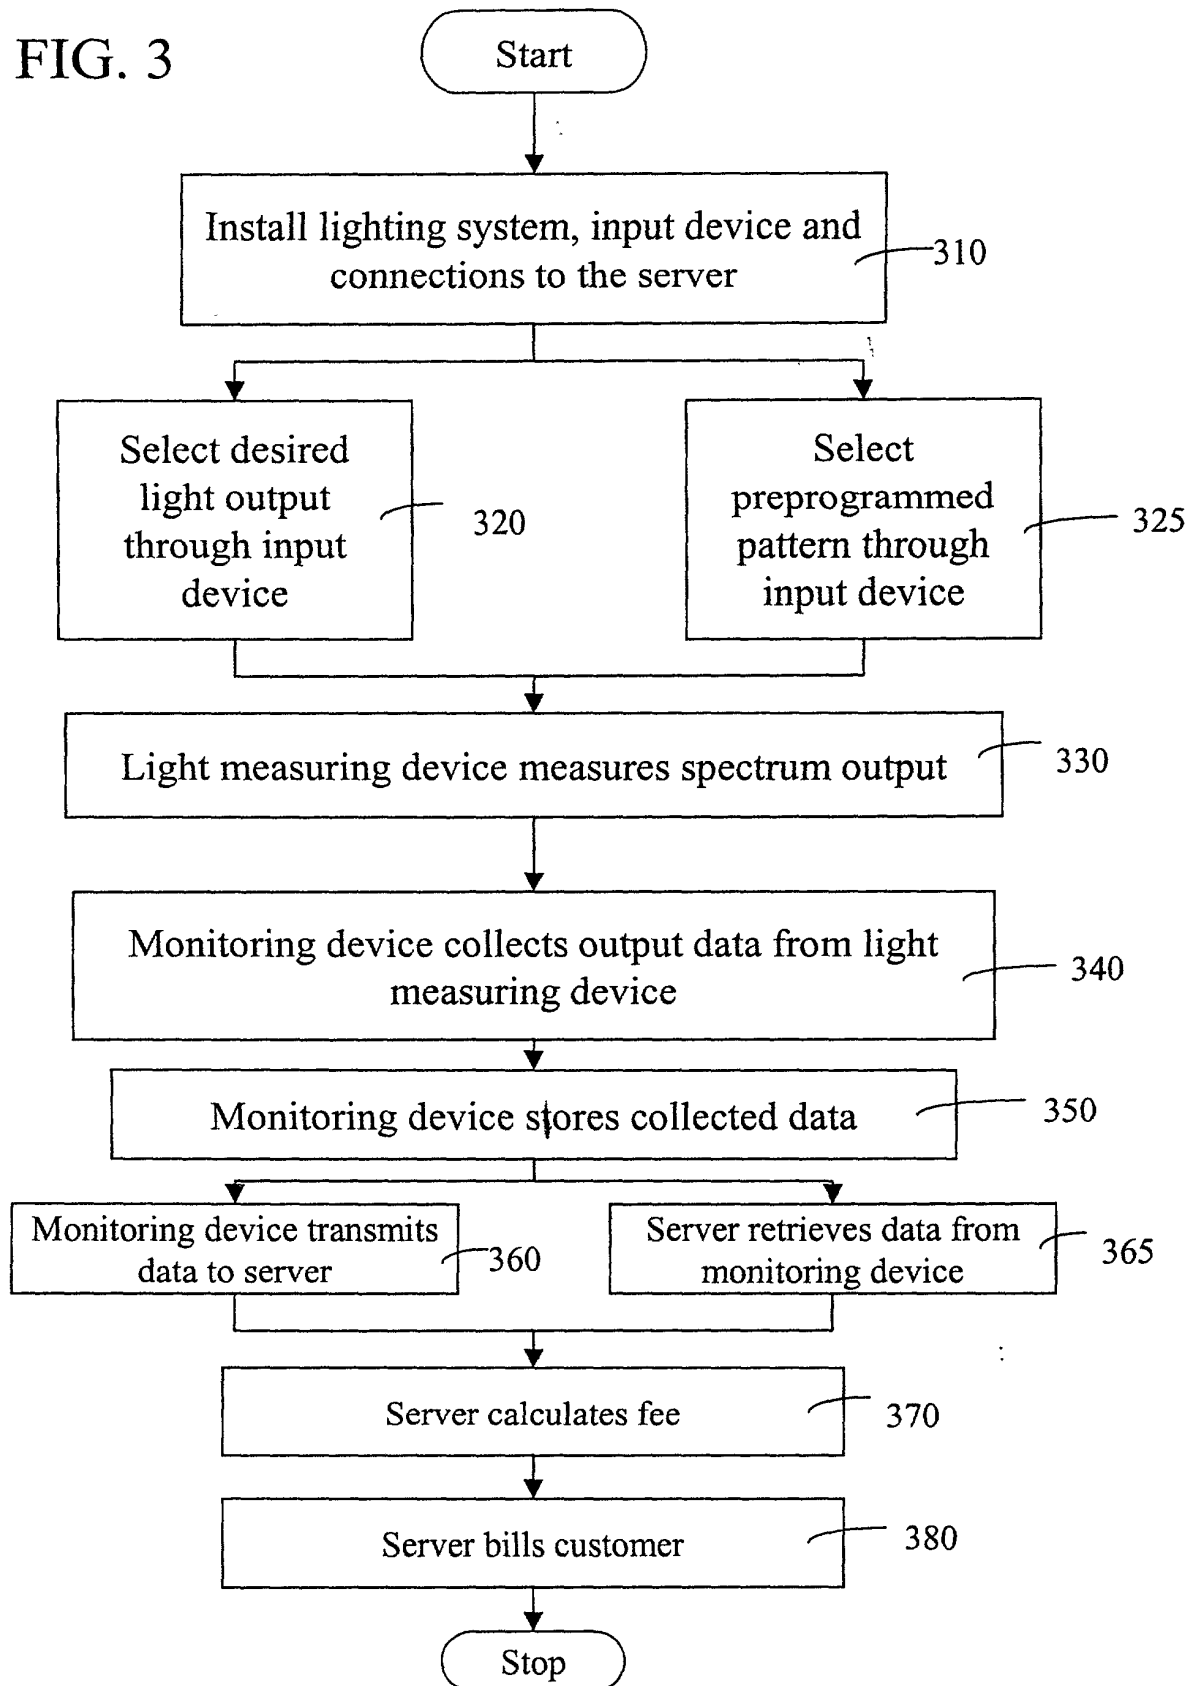 FIG. 3
Start
Install lighting system, input device and
connections to the server
310
Select desired
light output
through input
device
320
Select
preprogrammed
pattern through
input device
325
Light measuring device measures spectrum output
330
Monitoring device collects output data from light
measuring device
340
Monitoring device stores collected data
350
Monitoring device transmits
data to server
360
Server retrieves data from
monitoring device
365
Server calculates fee
370
Server bills customer
380
Stop